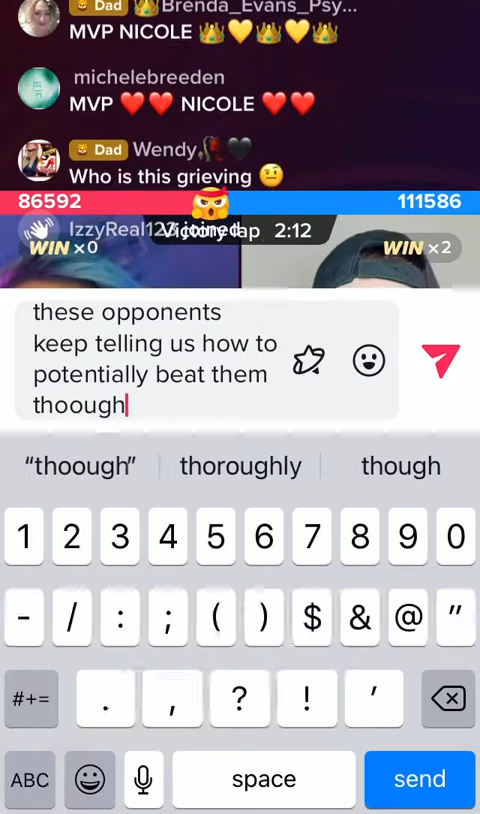 Dad 👑Brenda_Evans_Psy...
MVP NICOLE 👑💛👑💛👑
michelebreeden
MVP ❤️❤️ NICOLE ❤️❤️
Dad Wendy,🥀🖤
Who is this grieving 🤨
86592
111586
IzzyReal123 joined
Victory lap 2:12
WIN ×0
WIN ×2
these opponents
keep telling us how to
potentially beat them
thoough
“thoough” thoroughly though
1 2 3 4 5 6 7 8 9 0
- / : ; ( ) $ & @ "
#+= . , ? ! ’
ABC space send